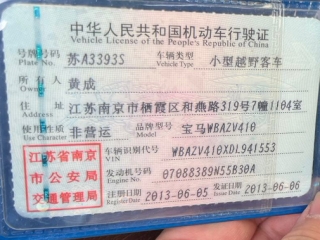 中华人民共和国机动车行驶证
Vehicle License of the People's Republic of China
号牌号码 苏A3393S 车辆类型 小型越野客车
Plate No. Vehicle Type
所有人 黄成
Owner
住址 江苏南京市栖霞区和燕路319号7幢1104室
Address
使用性质 非营运 品牌型号 宝马WBAZV410
Use Character Model
江苏省南京
市公安局
交通管理局
车辆识别代号 WBAZV410XDL941553
VIN
发动机号码 07088389N55B30A
Engine No.
注册日期 2013-06-05 发证日期 2013-06-06
Register Date Issue Date